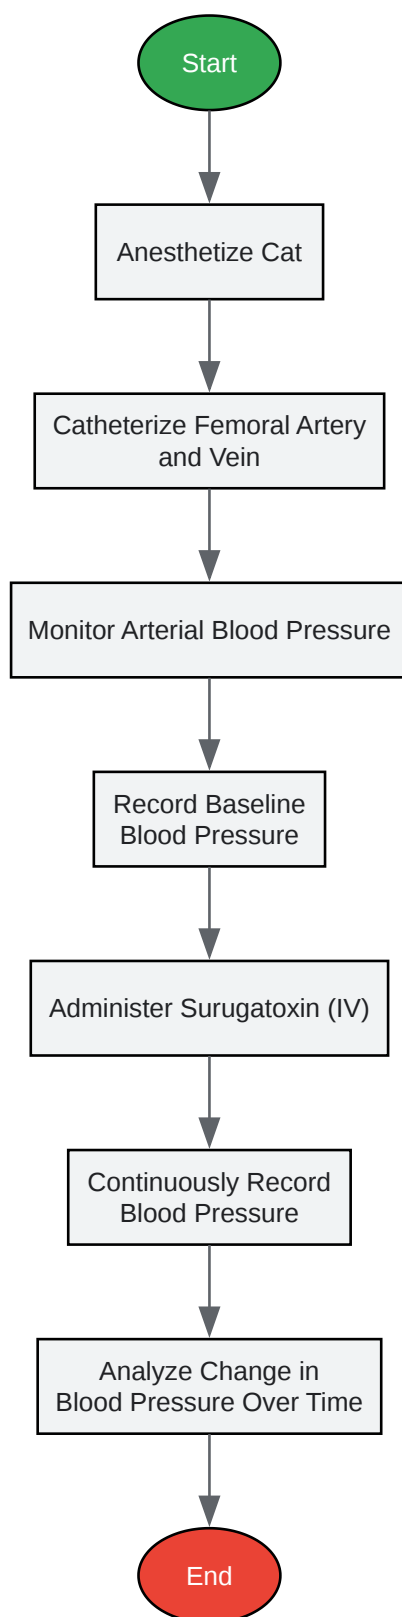 Start
Anesthetize Cat
Catheterize Femoral Artery
and Vein
Monitor Arterial Blood Pressure
Record Baseline
Blood Pressure
Administer Surugatoxin (IV)
Continuously Record
Blood Pressure
Analyze Change in
Blood Pressure Over Time
End